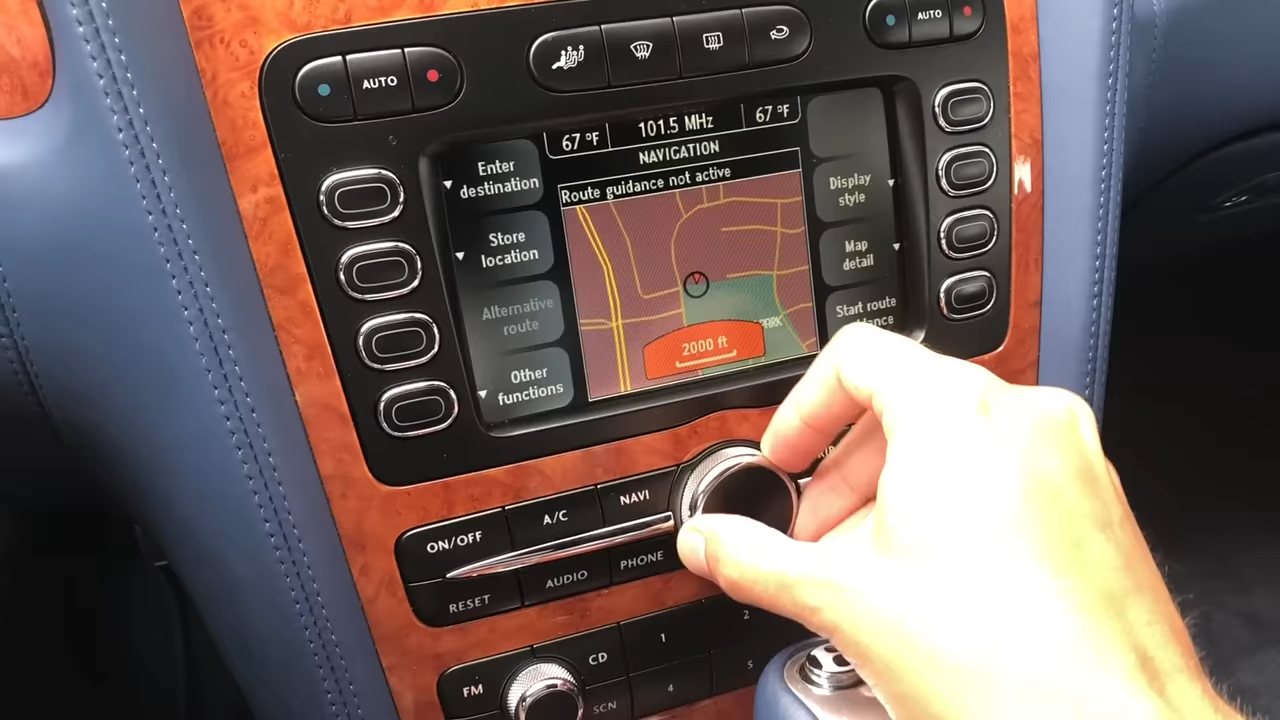 AUTO
AUTO
67 °F
101.5 MHz
67 °F
NAVIGATION
Route guidance not active
Enter
destination
Store
location
Alternative
route
Other
functions
Display
style
Map
detail
Start route
PARK
2000 ft
ON/OFF
A/C
NAVI
RESET
AUDIO
PHONE
FM
CD
SCN
1
2
4
5